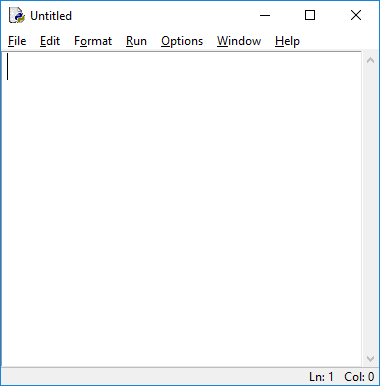 Untitled
File Edit Format Run Options Window Help
Ln: 1 Col: 0